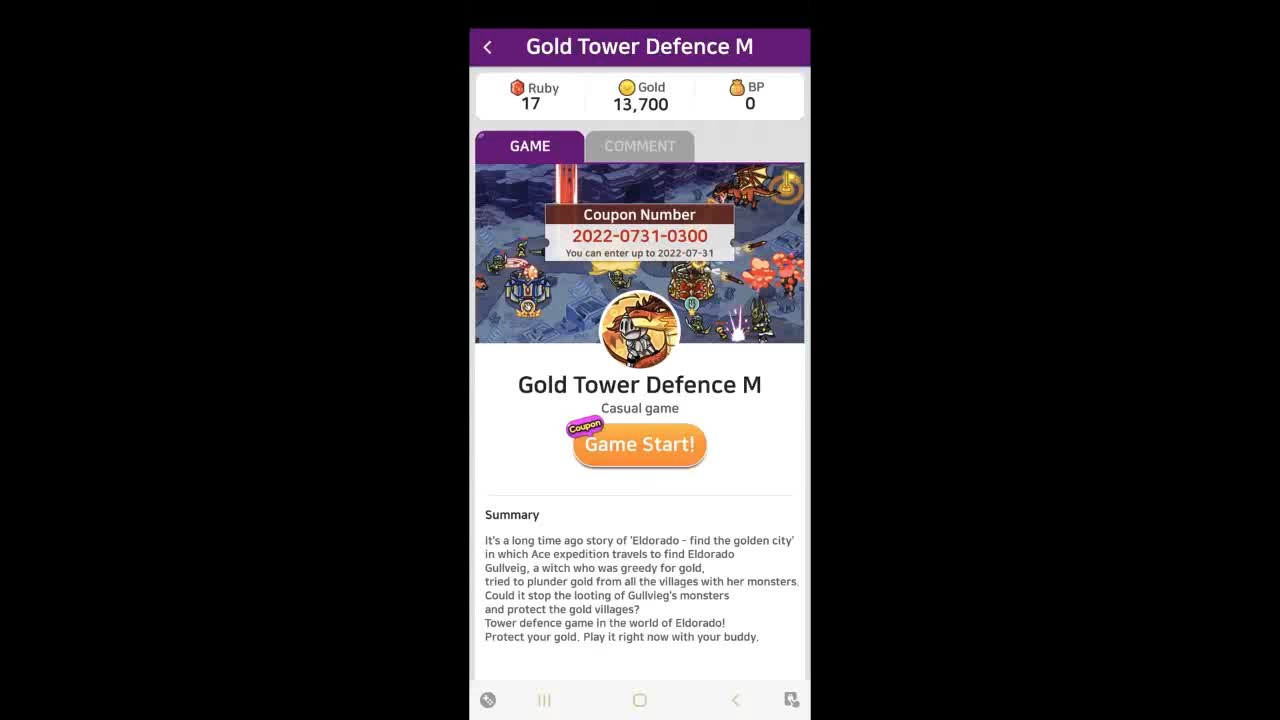 Gold Tower Defence M
Ruby
17
Gold
13,700
BP
0
GAME
COMMENT
Coupon Number
2022-0731-0300
You can enter up to 2022-07-31
Gold Tower Defence M
Casual game
Coupon
Game Start!
Summary
It's a long time ago story of 'Eldorado - find the golden city'
in which Ace expedition travels to find Eldorado
Gullveig, a witch who was greedy for gold,
tried to plunder gold from all the villages with her monsters.
Could it stop the looting of Gullvieg's monsters
and protect the gold villages?
Tower defence game in the world of Eldorado!
Protect your gold. Play it right now with your buddy.